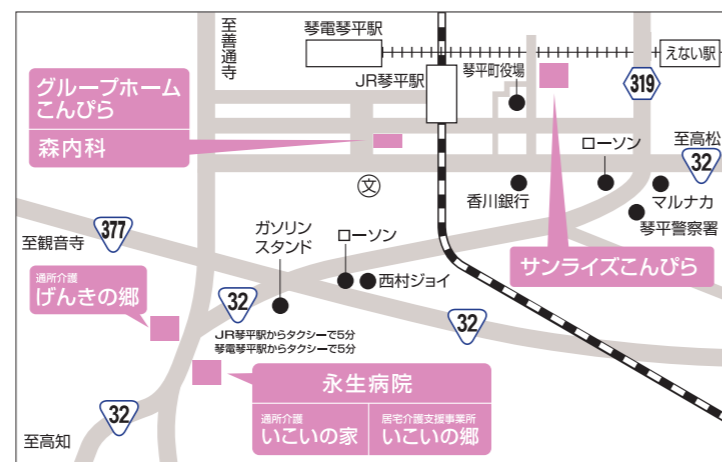 至善通寺
琴電琴平駅
えない駅
JR琴平駅
琴平町役場
319
グループホーム
こんぴら
森内科
ローソン
至高松
32
文
香川銀行
マルナカ
琴平警察署
377
至観音寺
ガソリン
スタンド
ローソン
西村ジョイ
サンライズこんぴら
通所介護
げんきの郷
32
32
JR琴平駅からタクシーで5分
琴電琴平駅からタクシーで5分
永生病院
通所介護
いこいの家
居宅介護支援事業所
いこいの郷
32
至高知